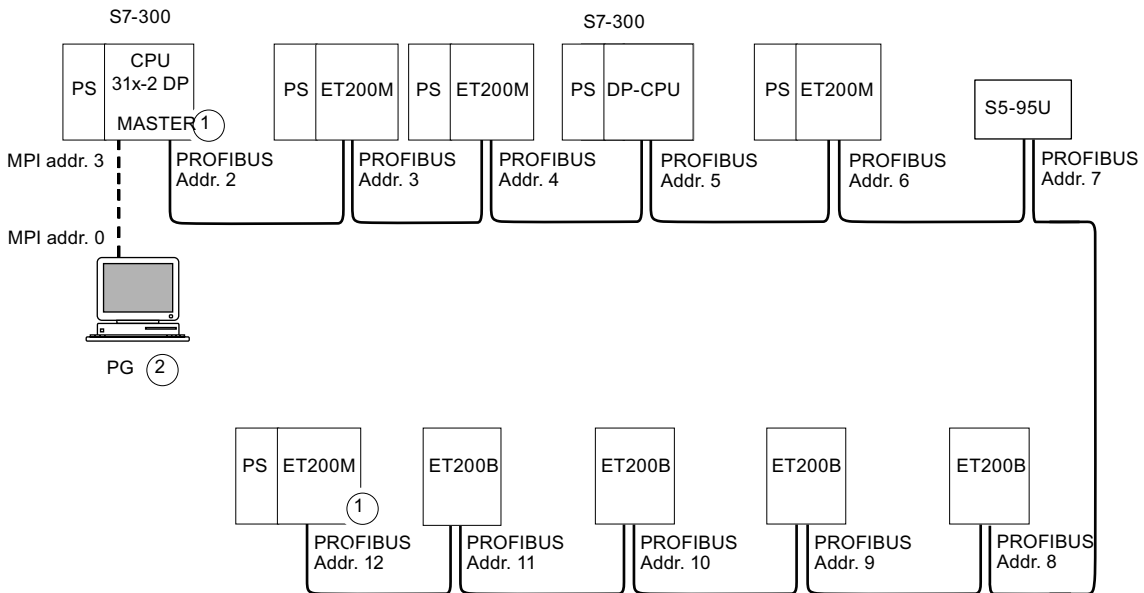 S7-300
S7-300
PS
CPU
31x-2 DP
MASTER 1
PS ET200M
PS ET200M
PS DP-CPU
PS ET200M
S5-95U
MPI addr. 3
PROFIBUS
Addr. 2
PROFIBUS
Addr. 3
PROFIBUS
Addr. 4
PROFIBUS
Addr. 5
PROFIBUS
Addr. 6
PROFIBUS
Addr. 7
MPI addr. 0
PG 2
PS ET200M
1
ET200B
ET200B
ET200B
ET200B
PROFIBUS
Addr. 12
PROFIBUS
Addr. 11
PROFIBUS
Addr. 10
PROFIBUS
Addr. 9
PROFIBUS
Addr. 8